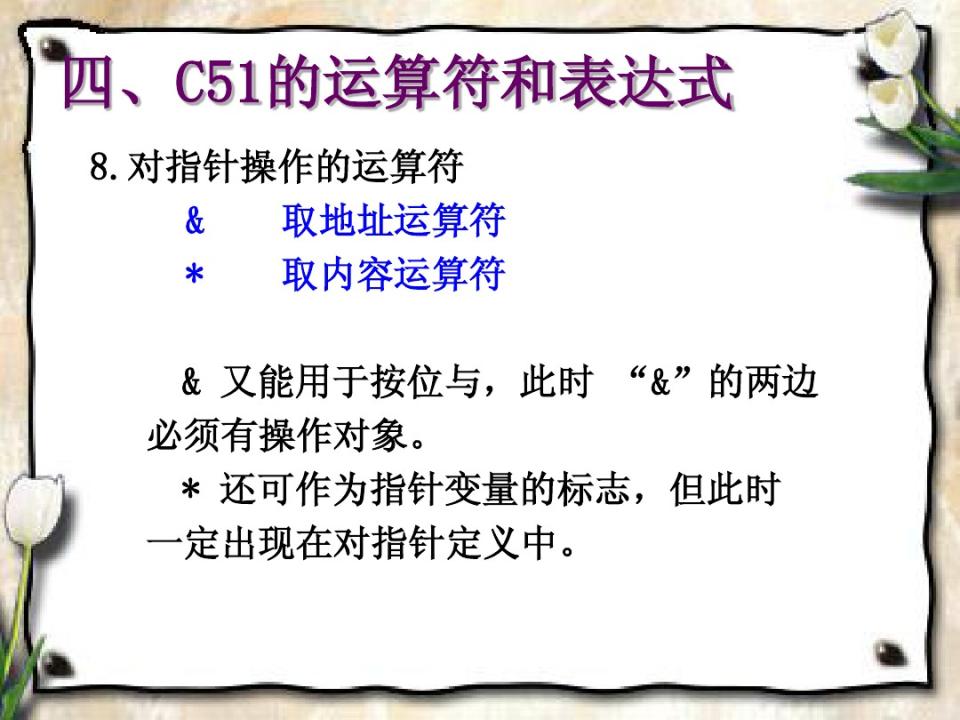 四、C51的运算符和表达式
8.对指针操作的运算符
& 取地址运算符
* 取内容运算符
& 又能用于按位与，此时 “&”的两边
必须有操作对象。
* 还可作为指针变量的标志，但此时
一定出现在对指针定义中。